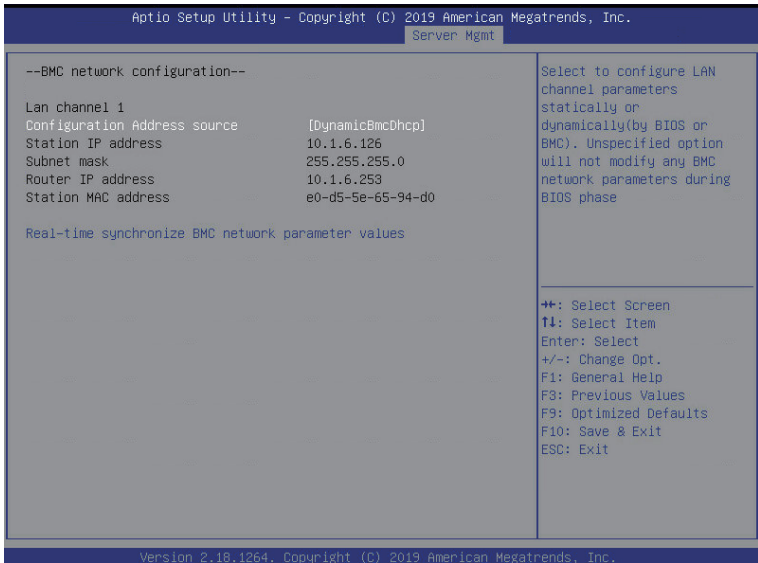 Aptio Setup Utility – Copyright (C) 2019 American Megatrends, Inc.
Server Mgmt
--BMC network configuration--
Lan channel 1
Configuration Address source [DynamicBmcDhcp]
Station IP address 10.1.6.126
Subnet mask 255.255.255.0
Router IP address 10.1.6.253
Station MAC address e0-d5-5e-65-94-d0
Real-time synchronize BMC network parameter values
Select to configure LAN
channel parameters
statically or
dynamically(by BIOS or
BMC). Unspecified option
will not modify any BMC
network parameters during
BIOS phase
→←: Select Screen
↑↓: Select Item
Enter: Select
+/-: Change Opt.
F1: General Help
F3: Previous Values
F9: Optimized Defaults
F10: Save & Exit
ESC: Exit
Version 2.18.1264. Copyright (C) 2019 American Megatrends, Inc.